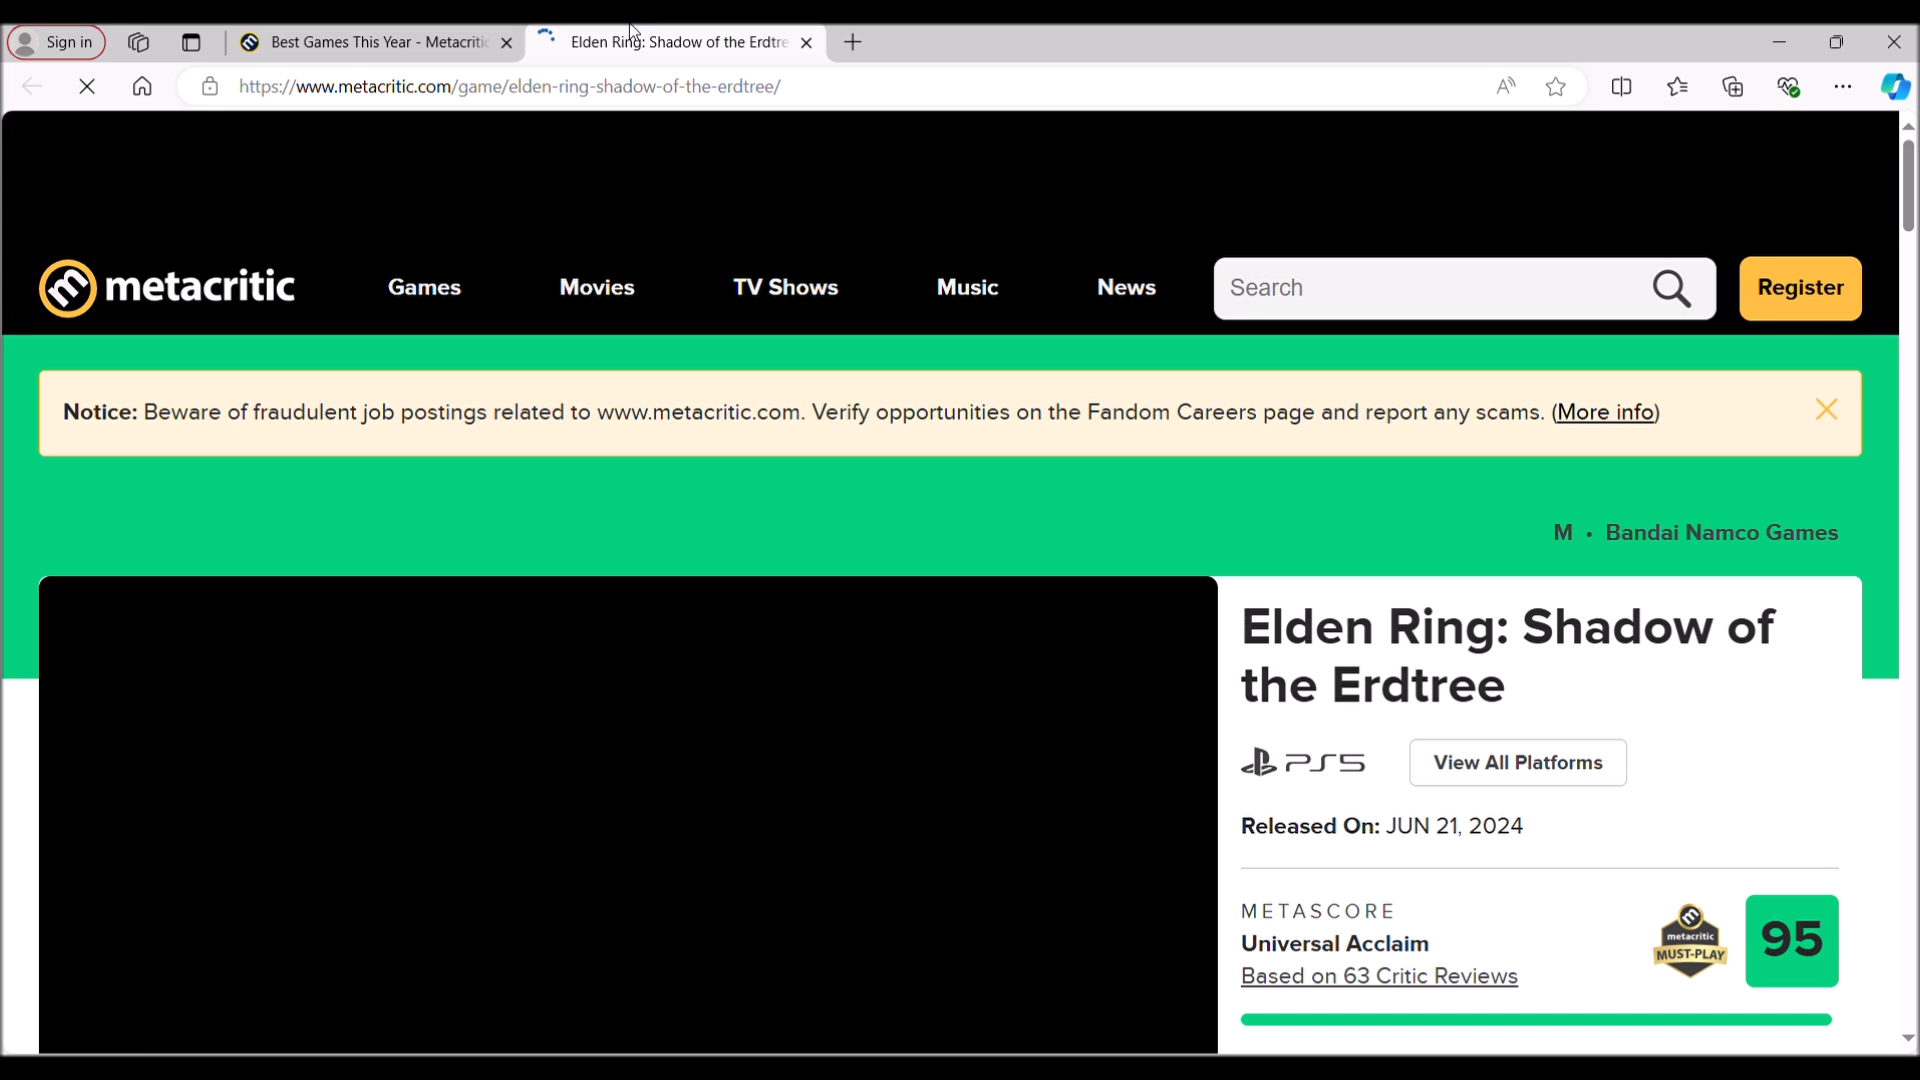 Sign in
Best Games This Year - Metacritic
Elden Ring: Shadow of the Erdtre
https://www.metacritic.com/game/elden-ring-shadow-of-the-erdtree/
metacritic
Games
Movies
TV Shows
Music
News
Search
Register
Notice: Beware of fraudulent job postings related to www.metacritic.com. Verify opportunities on the Fandom Careers page and report any scams. (More info)
M • Bandai Namco Games
Elden Ring: Shadow of
the Erdtree
PS5
View All Platforms
Released On: JUN 21, 2024
METASCORE
Universal Acclaim
Based on 63 Critic Reviews
metacritic
MUST-PLAY
95